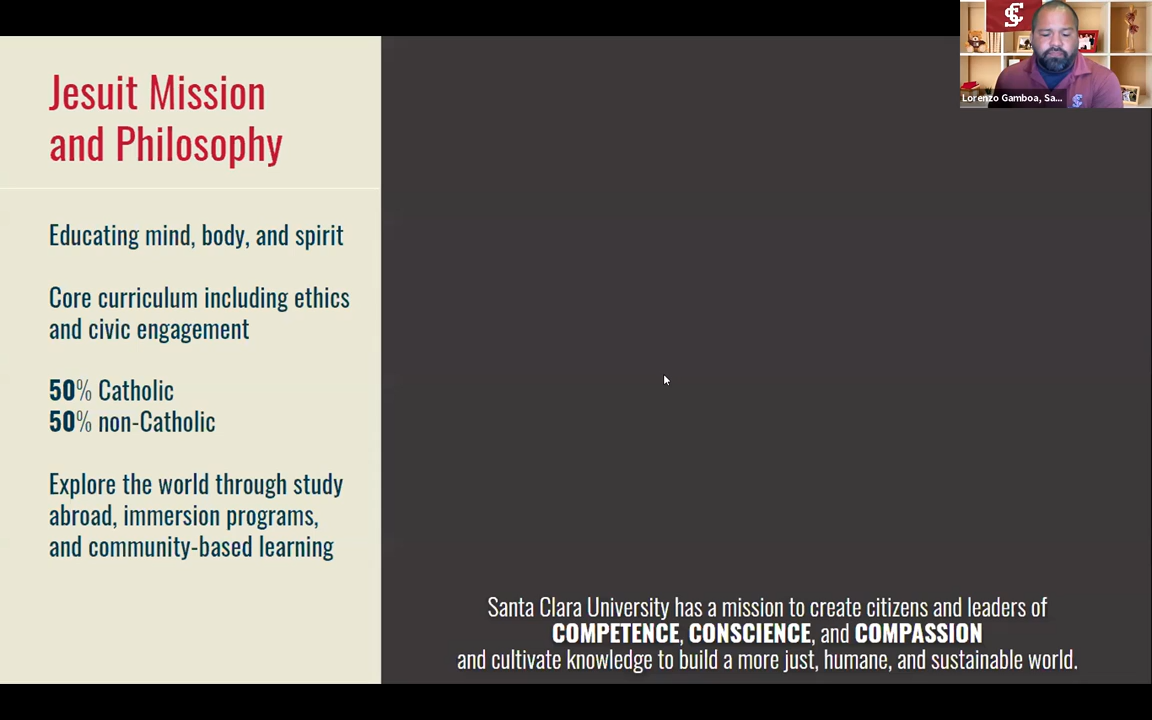 Jesuit Mission
and Philosophy
Educating mind, body, and spirit
Core curriculum including ethics
and civic engagement
50% Catholic
50% non-Catholic
Explore the world through study
abroad, immersion programs,
and community-based learning
Santa Clara University has a mission to create citizens and leaders of
COMPETENCE, CONSCIENCE, and COMPASSION
and cultivate knowledge to build a more just, humane, and sustainable world.
SC
Lorenzo Gamboa, Sa...